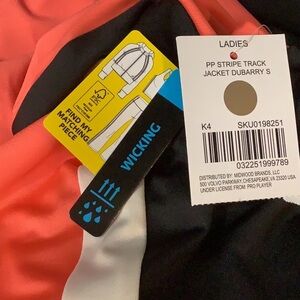 LADIES
PP STRIPE TRACK
JACKET DUBARRY S
K4
SKU0198251
032251999789
DISTRIBUTED BY: MIDWOOD BRANDS, LLC
500 VOLVO PARKWAY, CHESAPEAKE, VA 23320 USA
UNDER LICENSE FROM: PRO PLAYER
FIND MY
MATCHING
PIECE
WICKING